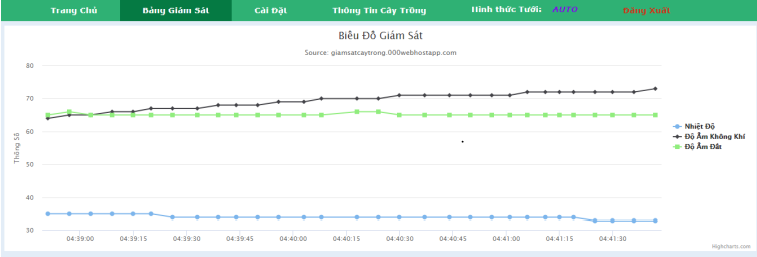 Trang Chủ Bảng Giám Sát Cài Đặt Thông Tin Cây Trồng Hình thức Tưới: AUTO Đăng Xuất
Biểu Đồ Giám Sát
Source: giamsatcaytrong.000webhostapp.com
Thông Số
80
70
60
50
40
30
04:39:00 04:39:15 04:39:30 04:39:45 04:40:00 04:40:15 04:40:30 04:40:45 04:41:00 04:41:15 04:41:30
Nhiệt Độ
Độ Ẩm Không Khí
Độ Ẩm Đất
Highcharts.com